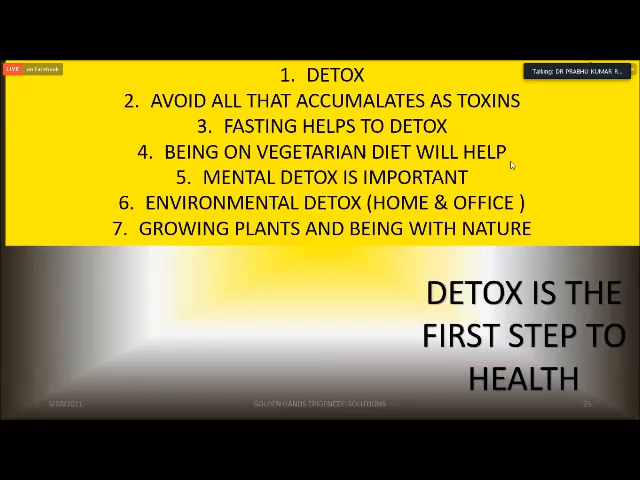 LIVE on Facebook
Talking: DR PRABHU KUMAR R...
1. DETOX
2. AVOID ALL THAT ACCUMALATES AS TOXINS
3. FASTING HELPS TO DETOX
4. BEING ON VEGETARIAN DIET WILL HELP
5. MENTAL DETOX IS IMPORTANT
6. ENVIRONMENTAL DETOX (HOME & OFFICE )
7. GROWING PLANTS AND BEING WITH NATURE
DETOX IS THE
FIRST STEP TO
HEALTH
GOLDEN HANDS EPIGENETIC SOLUTIONS
25